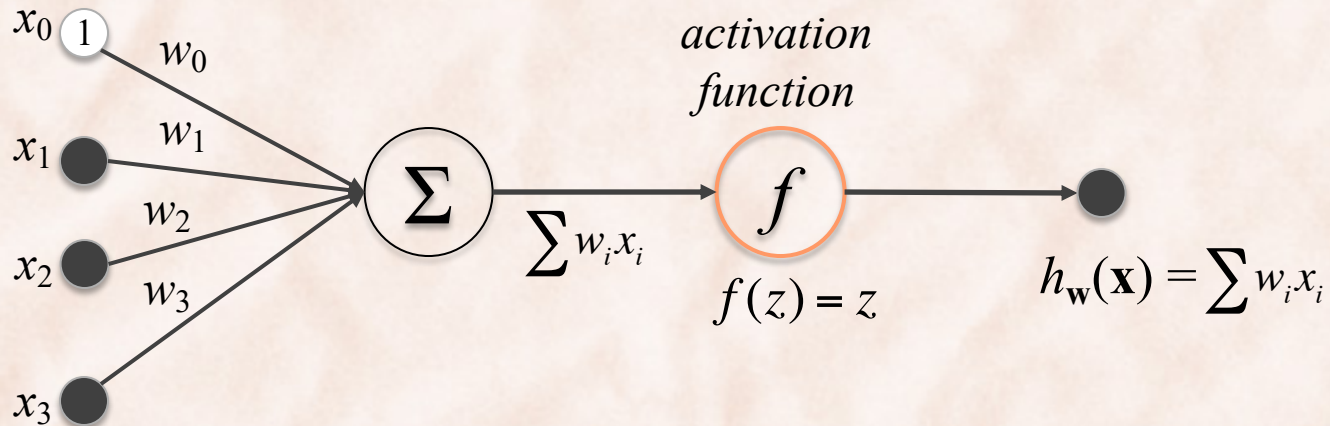 x₀ 1 w₀
activation
function
x₁ w₁
Σ
f
x₂ w₂
∑wᵢxᵢ
f(z) = z
h𝐰(𝐱) = ∑wᵢxᵢ
x₃ w₃